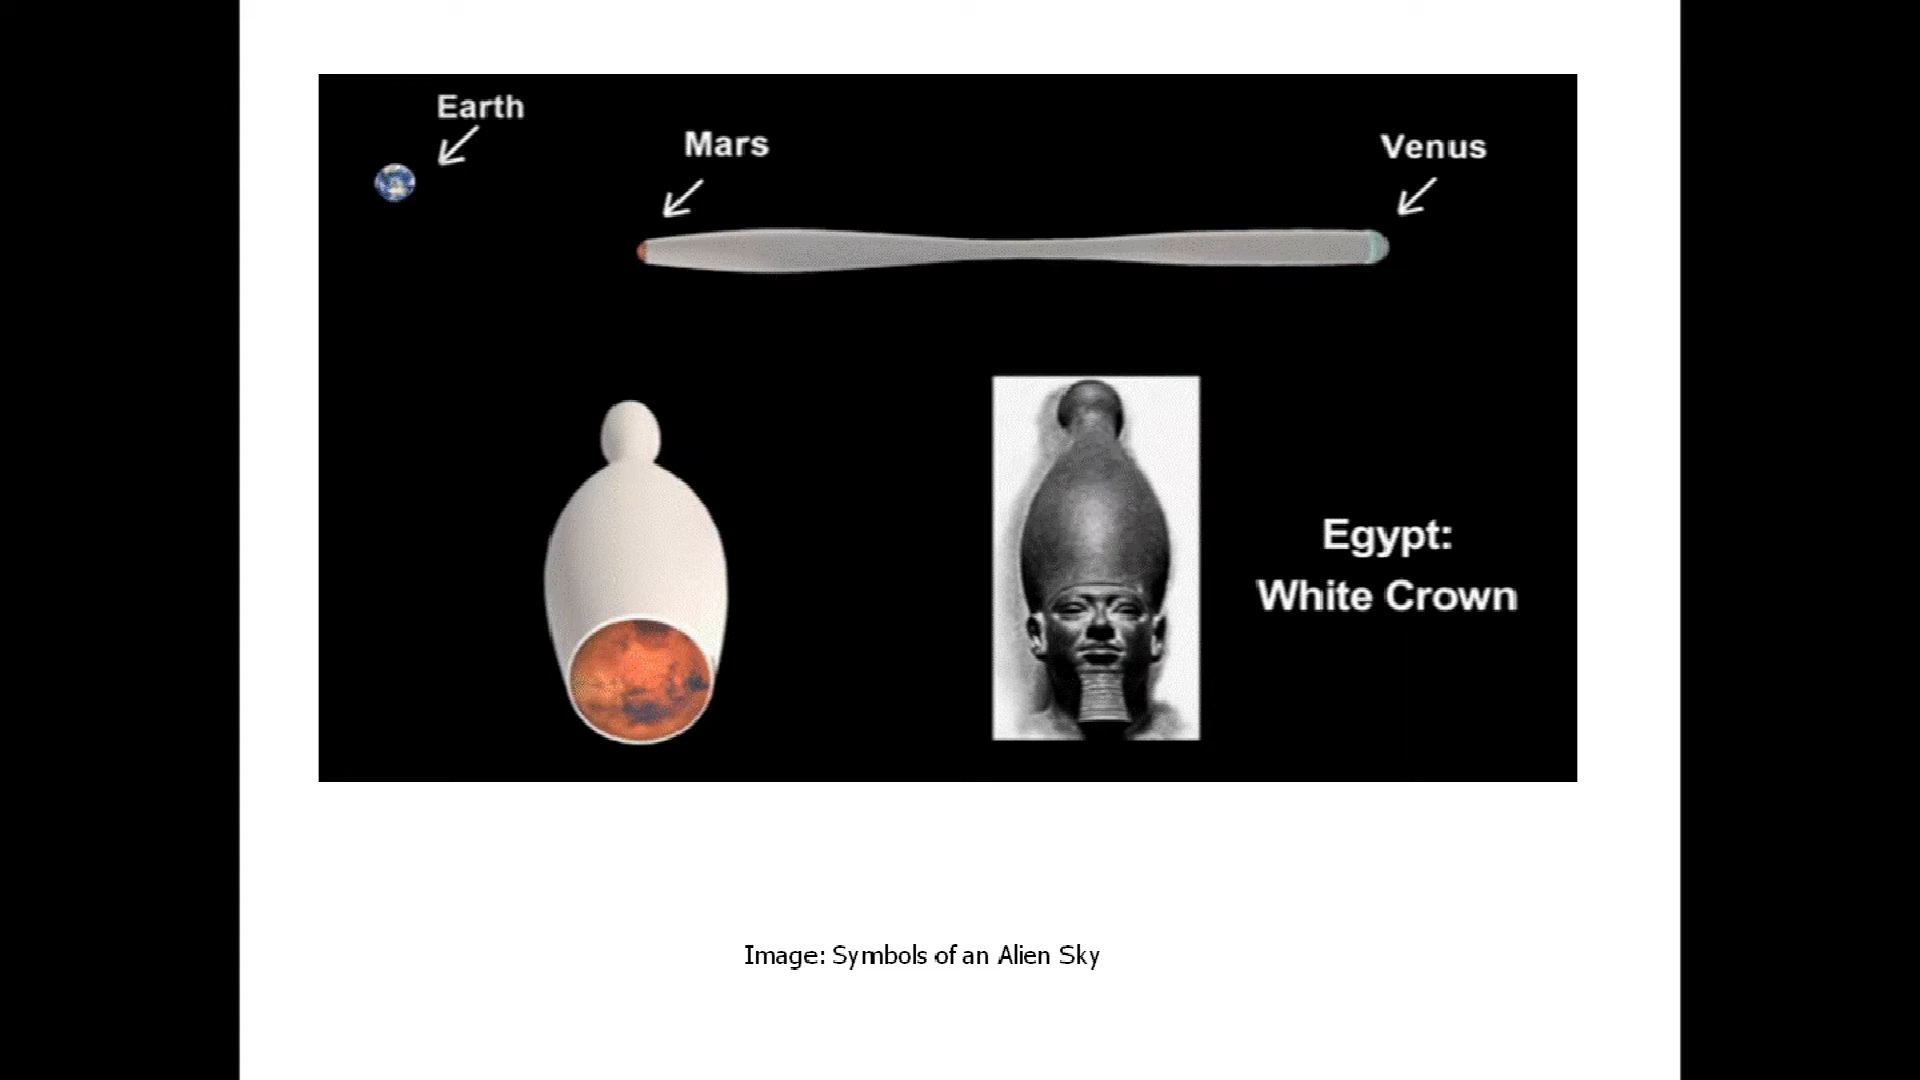 Earth
Mars
Venus
Egypt:
White Crown
Image: Symbols of an Alien Sky